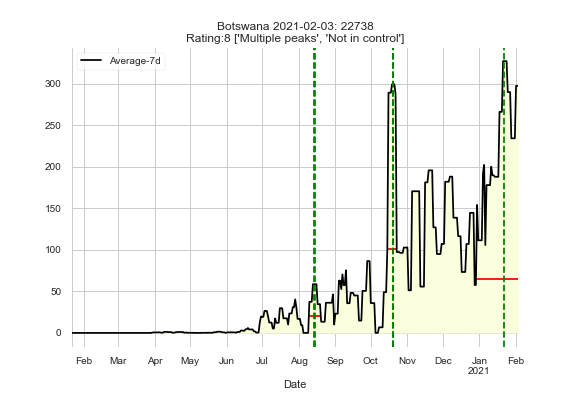 Botswana 2021-02-03: 22738
Rating:8 ['Multiple peaks', 'Not in control']
Average-7d
300
250
200
150
100
50
0
Feb Mar Apr May Jun Jul Aug Sep Oct Nov Dec Jan Feb
2021
Date